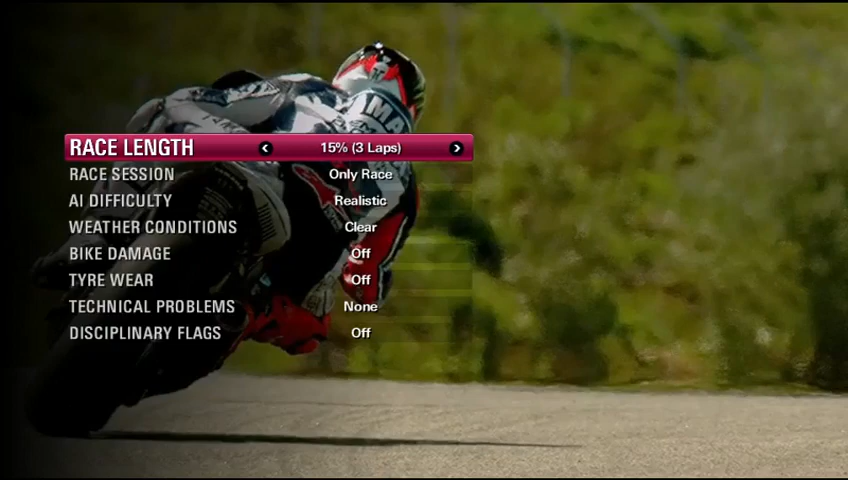 RACE LENGTH 15% (3 Laps)
RACE SESSION Only Race
AI DIFFICULTY Realistic
WEATHER CONDITIONS Clear
BIKE DAMAGE Off
TYRE WEAR Off
TECHNICAL PROBLEMS None
DISCIPLINARY FLAGS Off